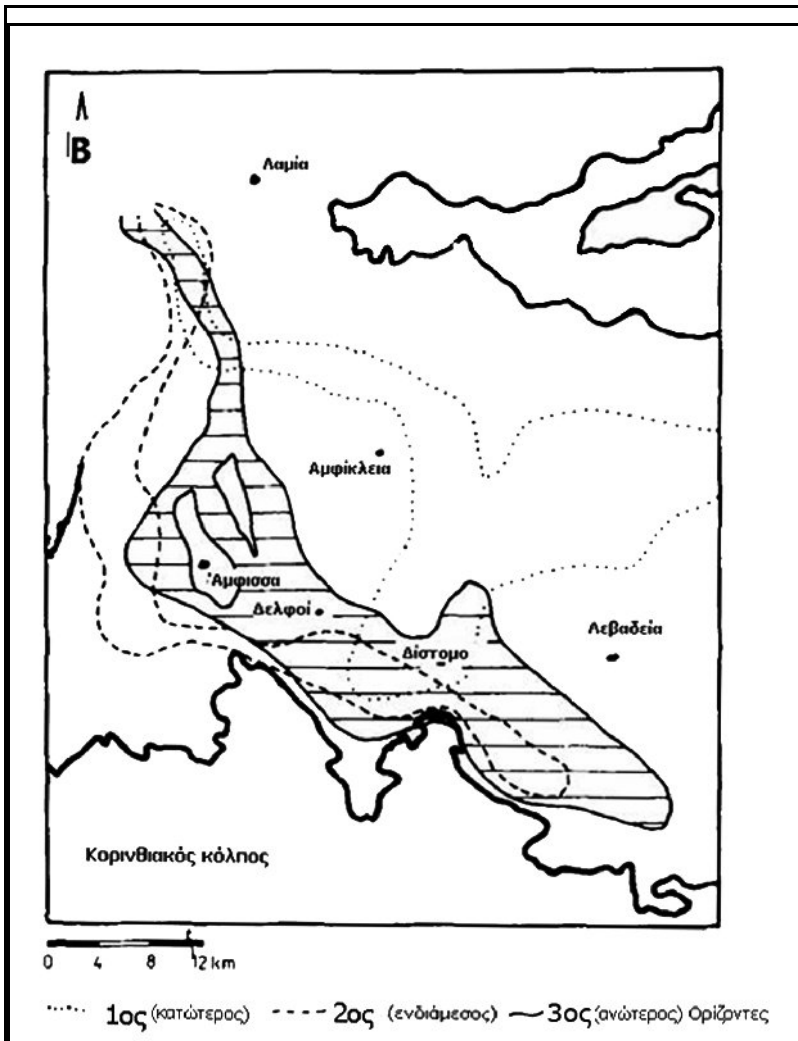 B
Λαμία
Αμφίκλεια
Άμφισσα
Δελφοί
Δίστομο
Λεβαδεία
Κορινθιακός κόλπος
0 4 8 12 km
1ος (κατώτερος) 2ος (ενδιάμεσος) 3ος (ανώτερος) Ορίζοντες